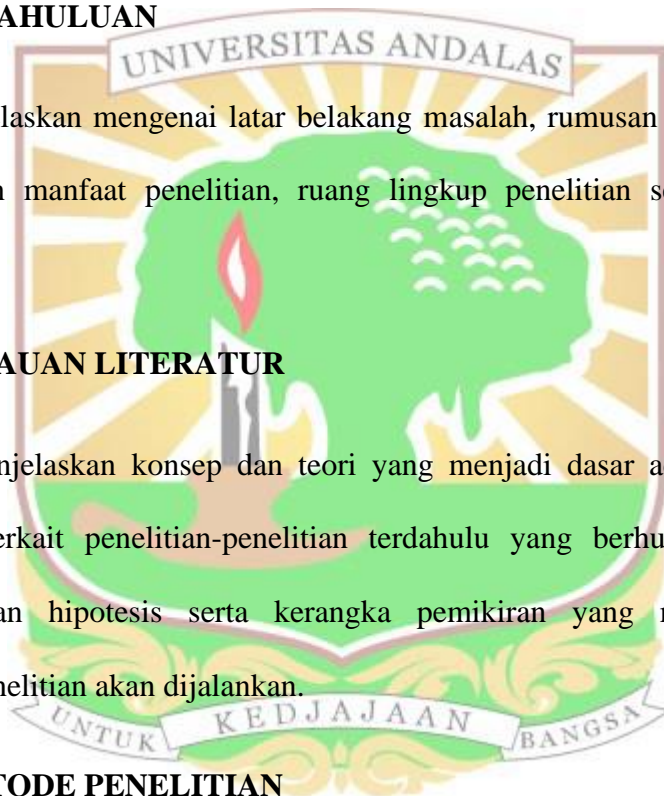 AHULUAN
UNIVERSITAS ANDALAS
laskan mengenai latar belakang masalah, rumusan
manfaat penelitian, ruang lingkup penelitian
AUAN LITERATUR
njelaskan konsep dan teori yang menjadi dasar
erkait penelitian-penelitian terdahulu yang berhu
an hipotesis serta kerangka pemikiran yang
nelitian akan dijalankan.
UNTUK KEDJAJAAN BANGSA
TODE PENELITIAN